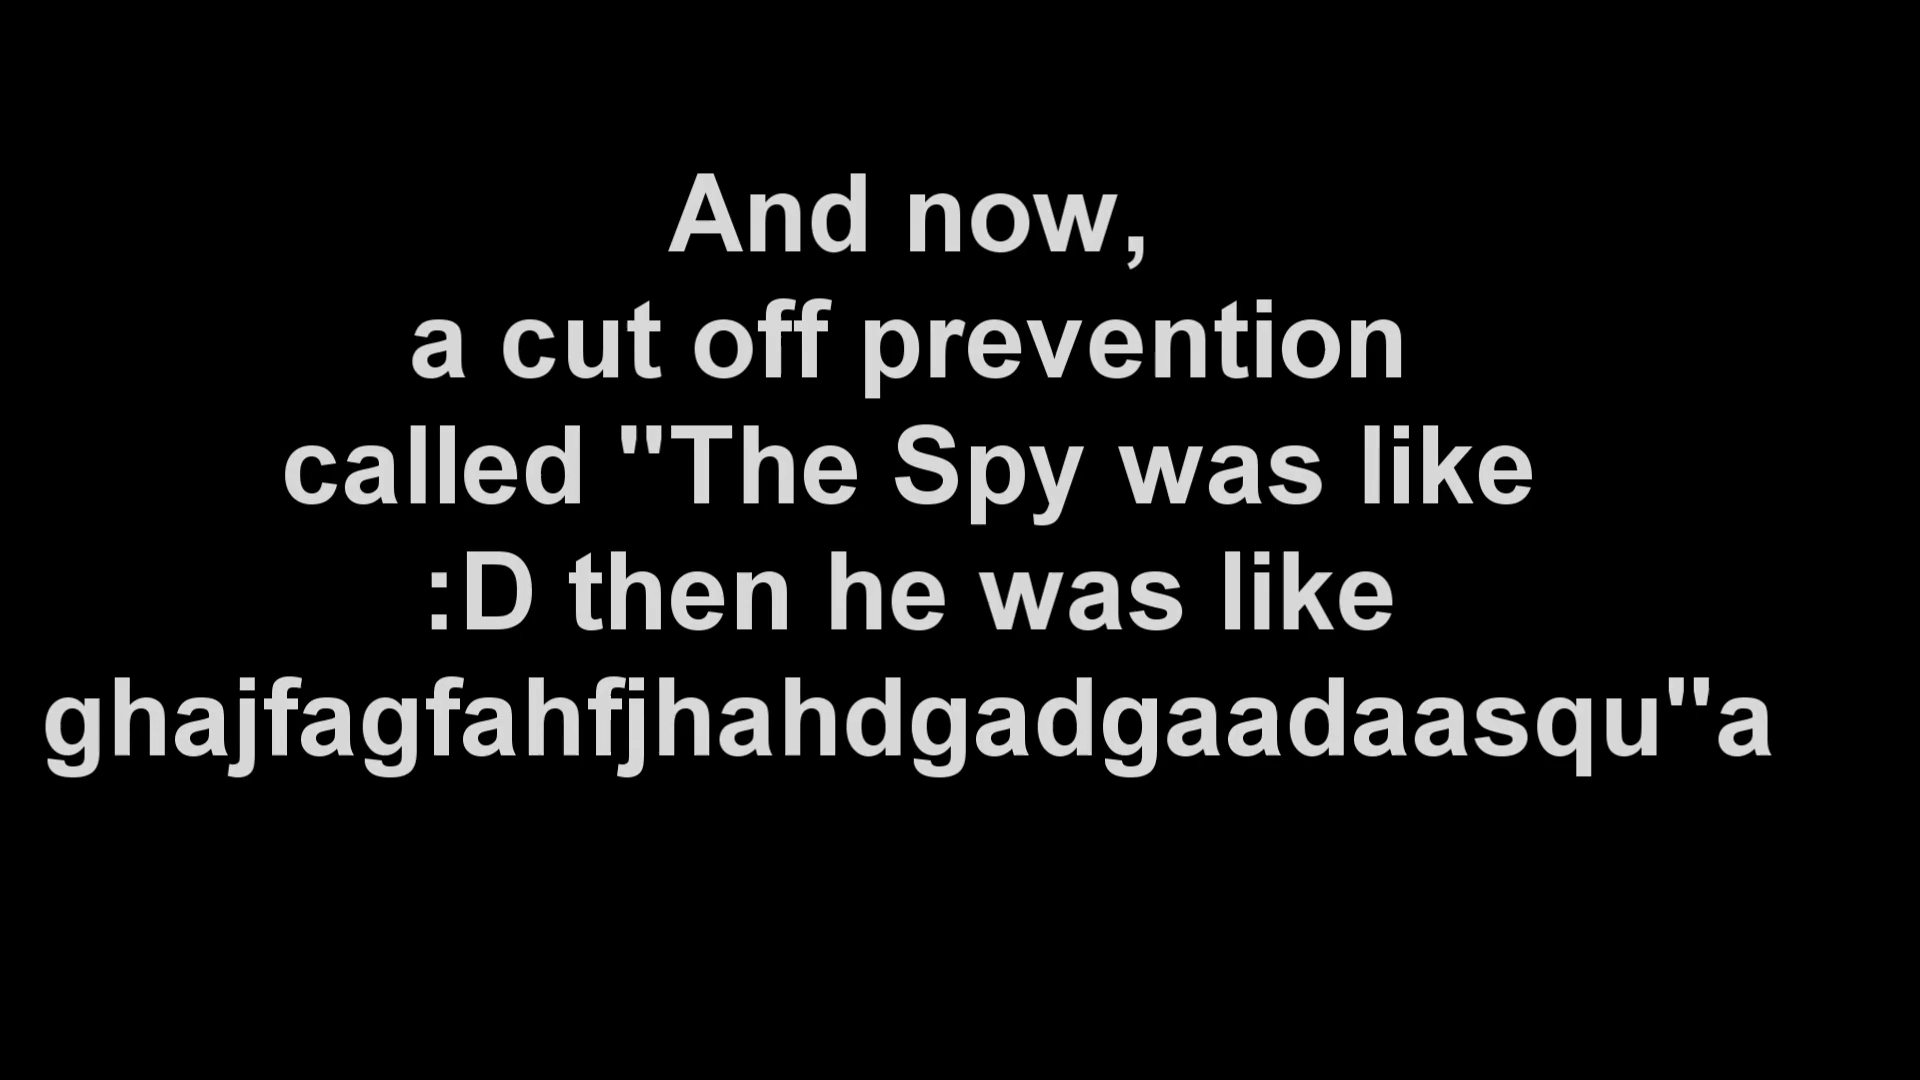 And now,
a cut off prevention
called "The Spy was like
:D then he was like
ghajfagfahfjhahdgadgaadaasqu"a